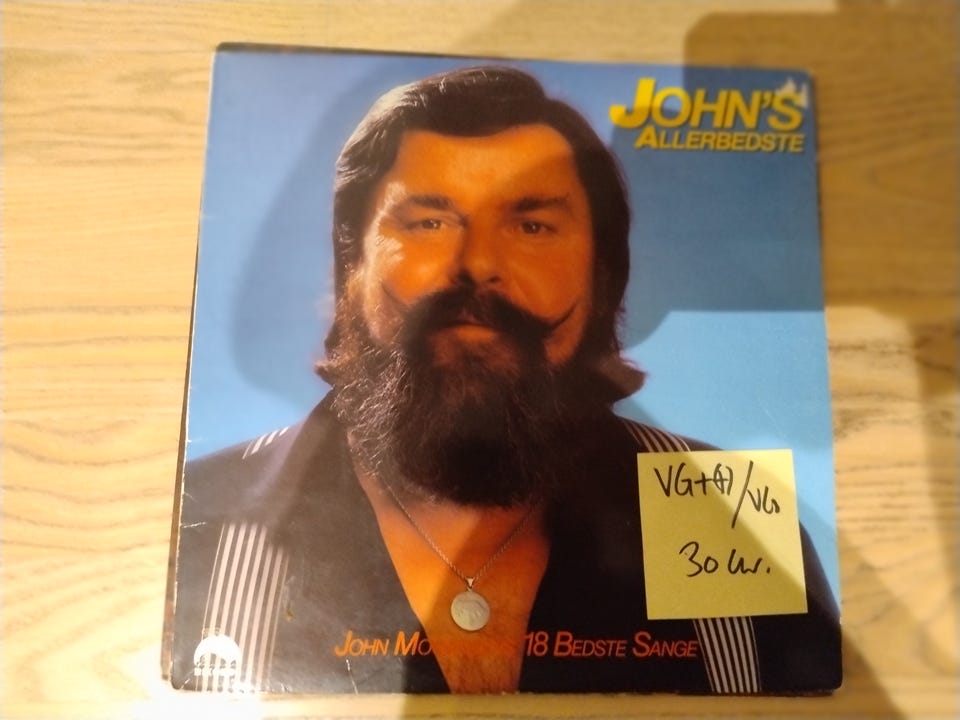 JOHN'S
ALLERBEDSTE
VG+(+)/VG
30 kr.
JOHN 18 BEDSTE SANGE